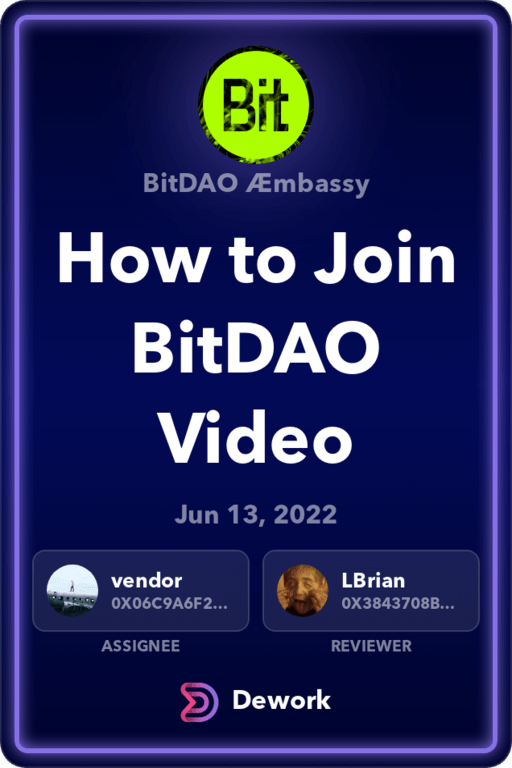 Bit
BitDAO Æmbassy
How to Join
BitDAO
Video
Jun 13, 2022
vendor
0X06C9A6F2...
ASSIGNEE
LBrian
0X3843708B...
REVIEWER
Dework